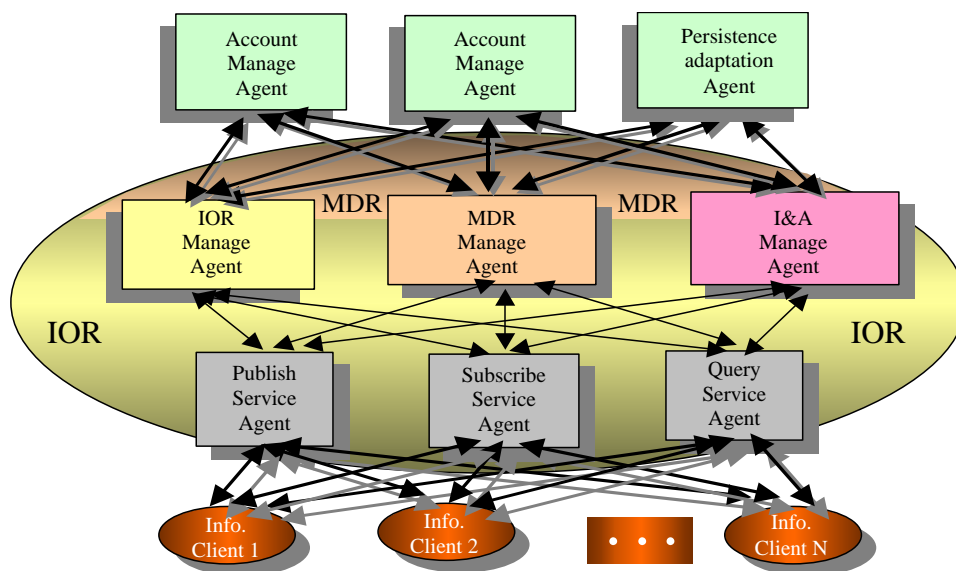 Account
Manage
Agent
Account
Manage
Agent
Persistence
adaptation
Agent
MDR
MDR
IOR
Manage
Agent
MDR
Manage
Agent
I&A
Manage
Agent
IOR
IOR
Publish
Service
Agent
Subscribe
Service
Agent
Query
Service
Agent
Info.
Client 1
Info.
Client 2
• • •
Info.
Client N